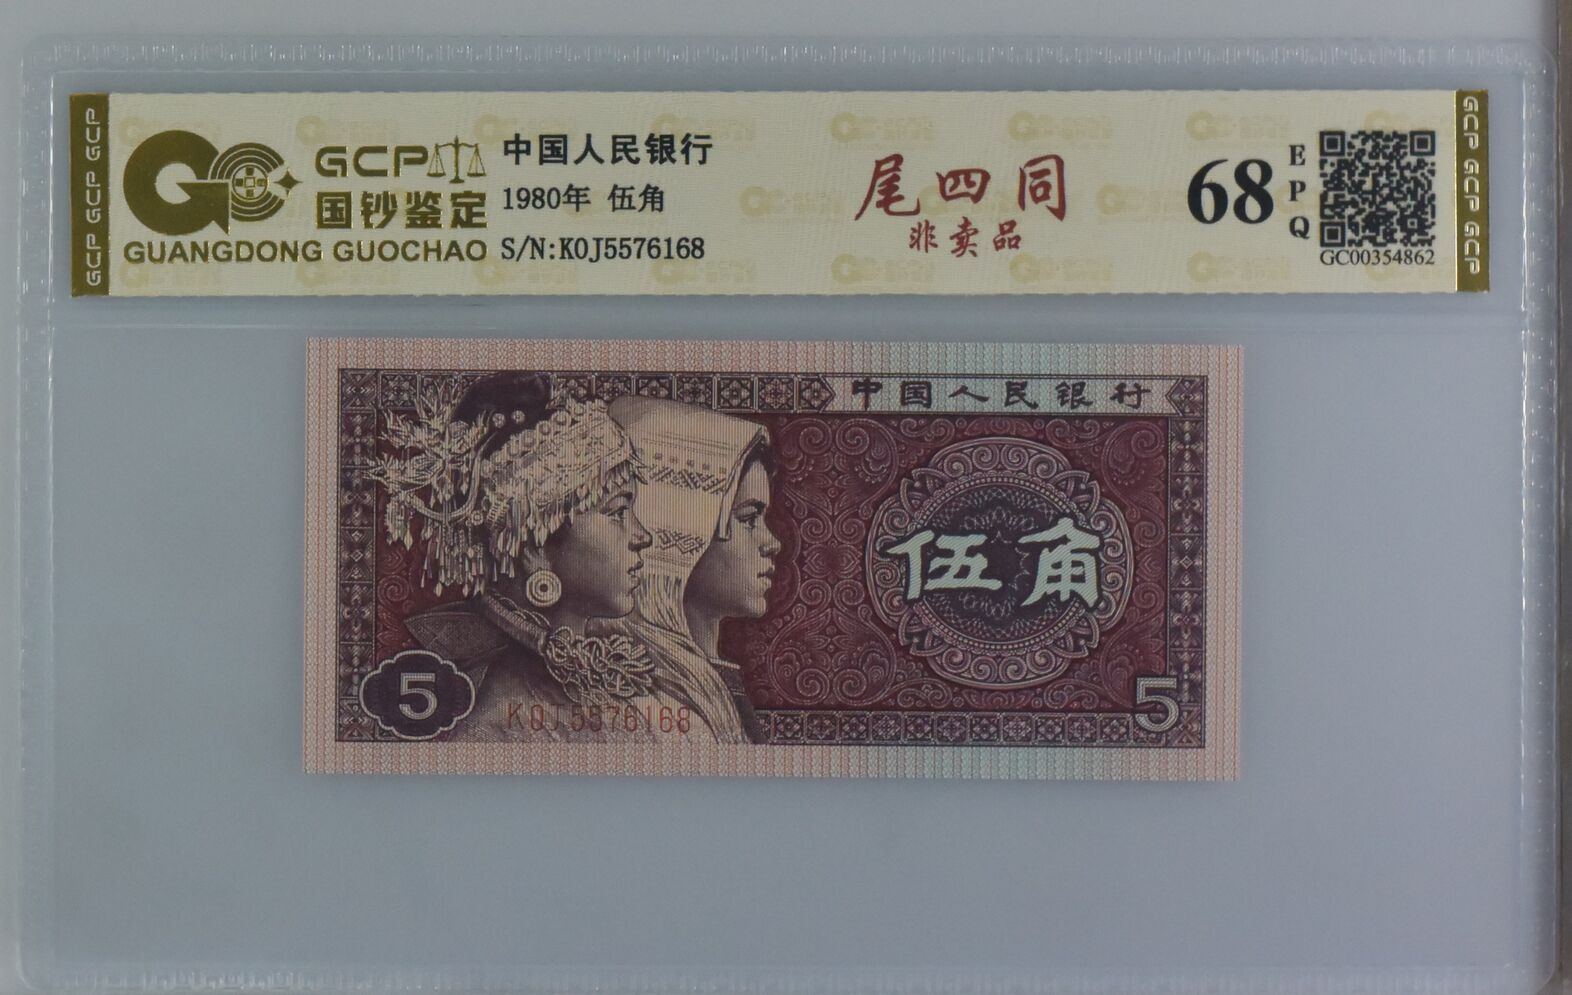 GCP GCP GCP
GCP
国钞鉴定
GUANGDONG GUOCHAO
中国人民银行
1980年 伍角
S/N:K0J5576168
尾四同
非卖品
68
EPQ
GC00354862
GCP GCP GCP
中国人民银行
伍角
5
K0J5576168
5